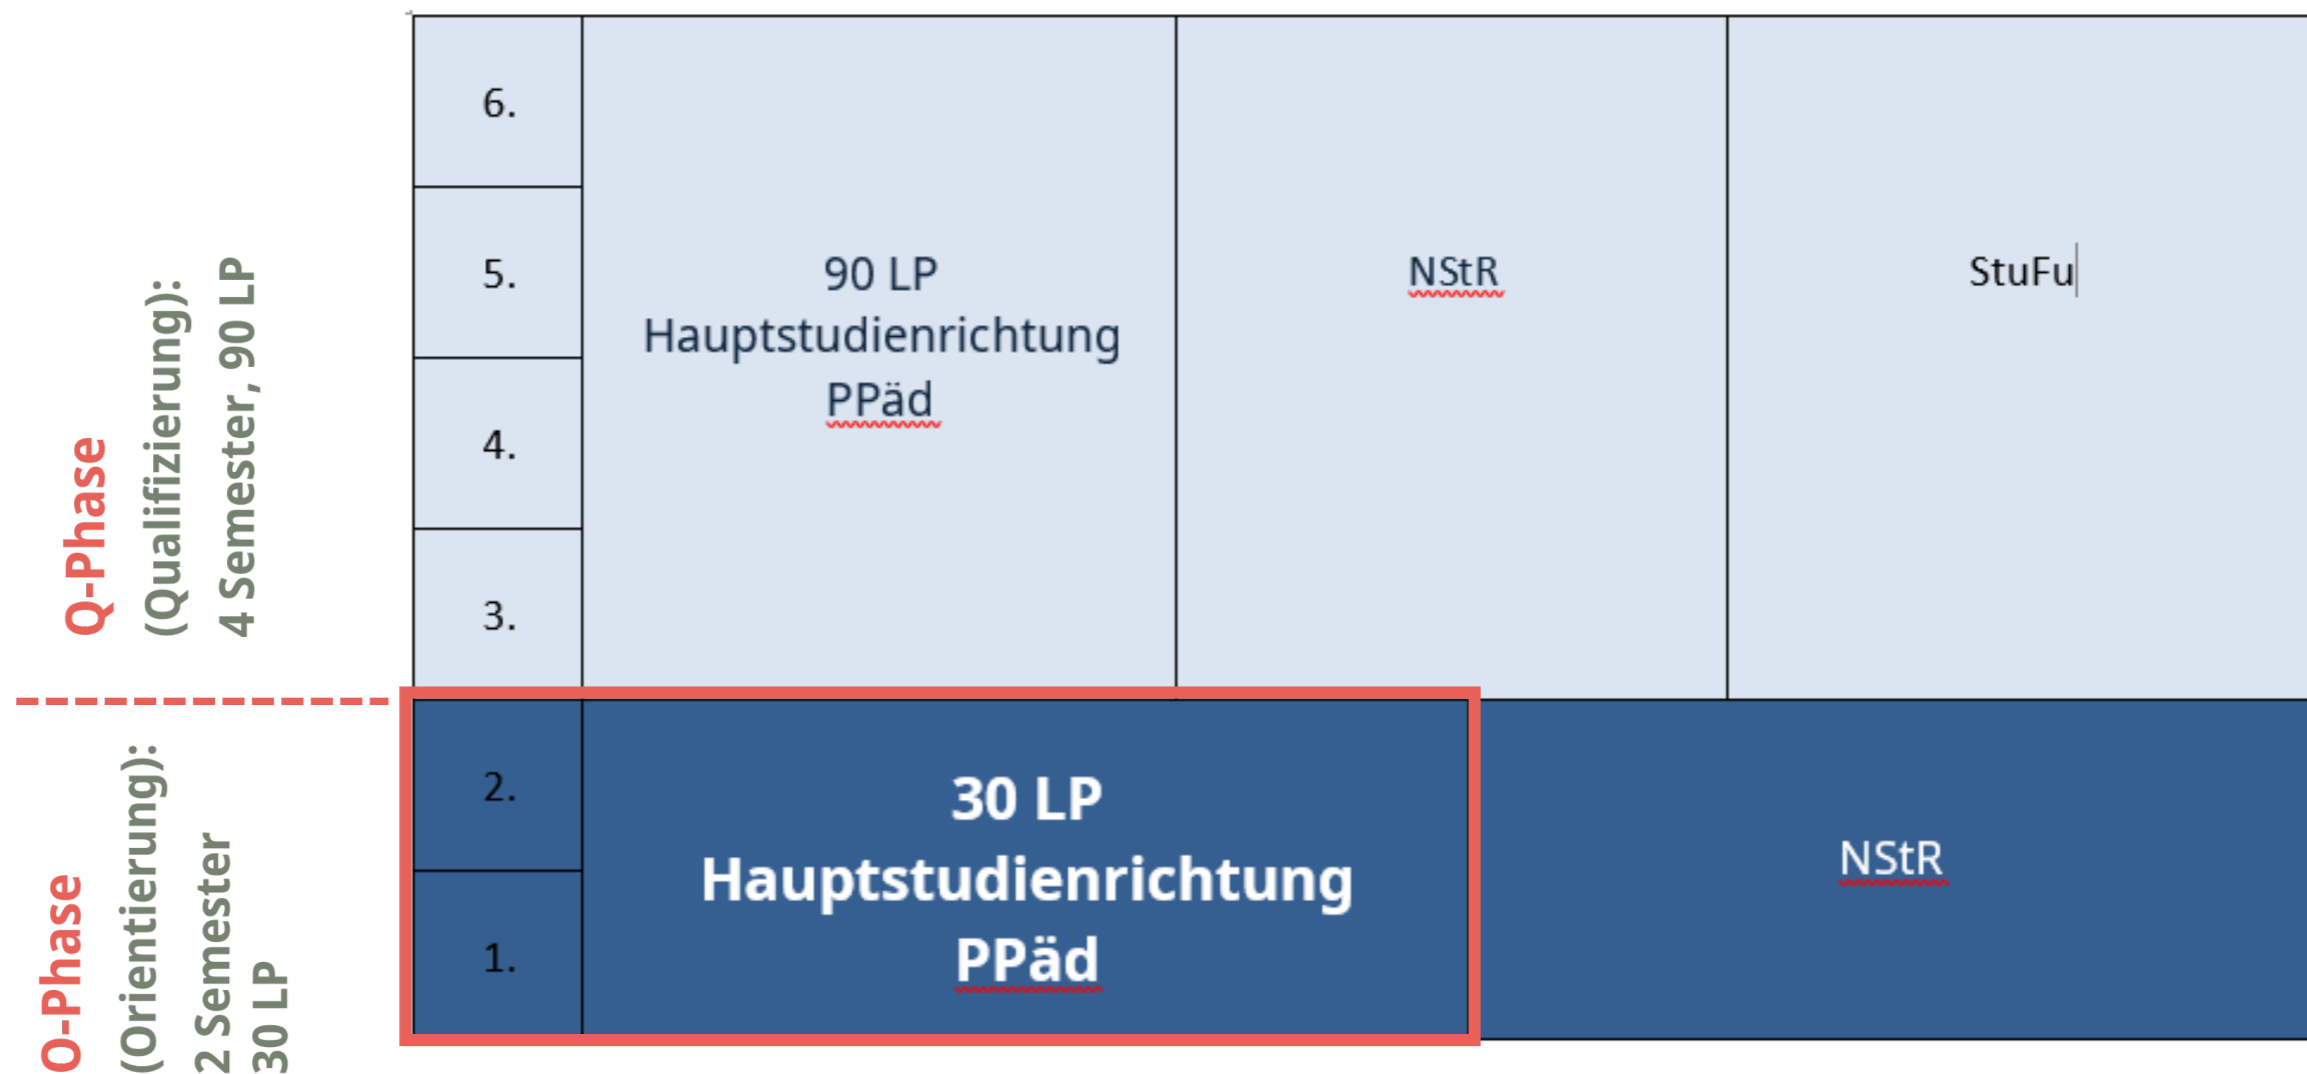 Q-Phase
(Qualifizierung):
4 Semester, 90 LP
6.
5.
4.
3.
90 LP
Hauptstudienrichtung
PPäd
NStR
StuFu
O-Phase
(Orientierung):
2 Semester
30 LP
2.
1.
30 LP
Hauptstudienrichtung
PPäd
NStR